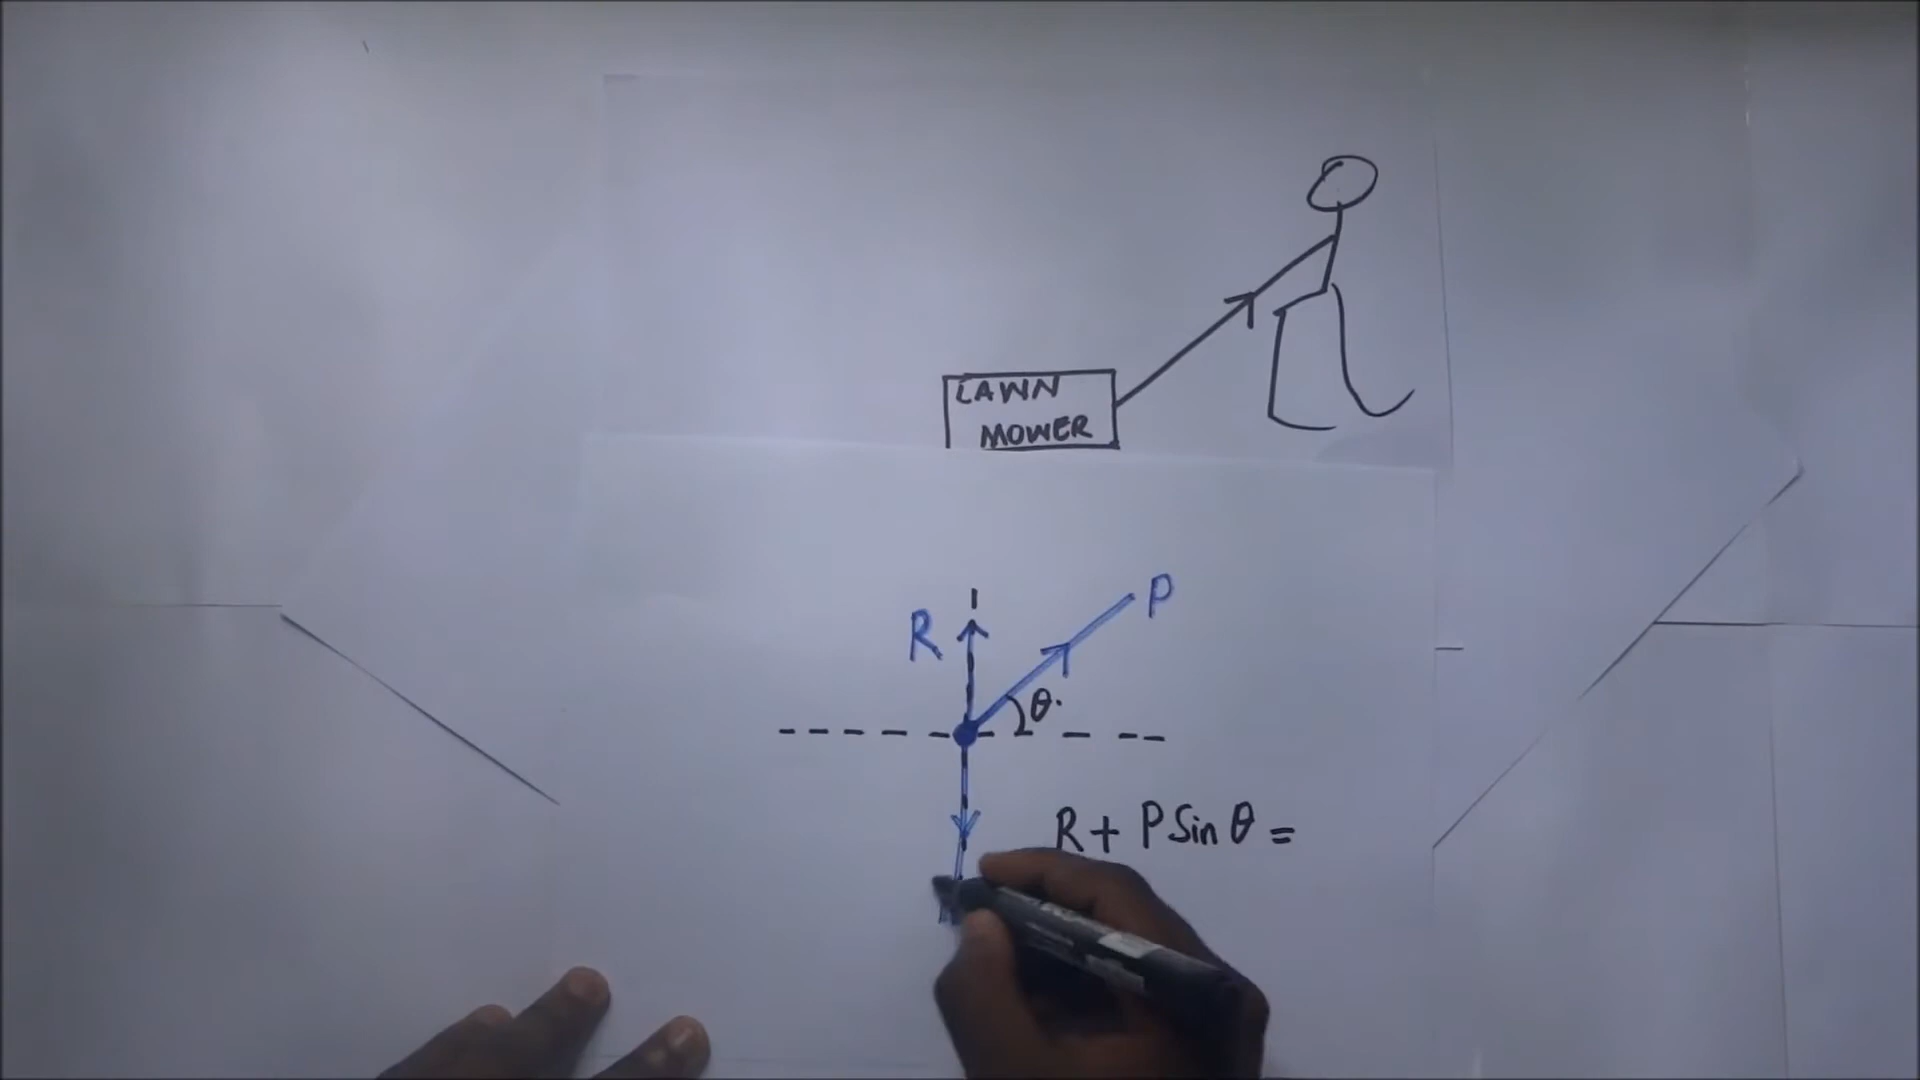 LAWN
MOWER
P
R
θ.
R + P Sin θ =